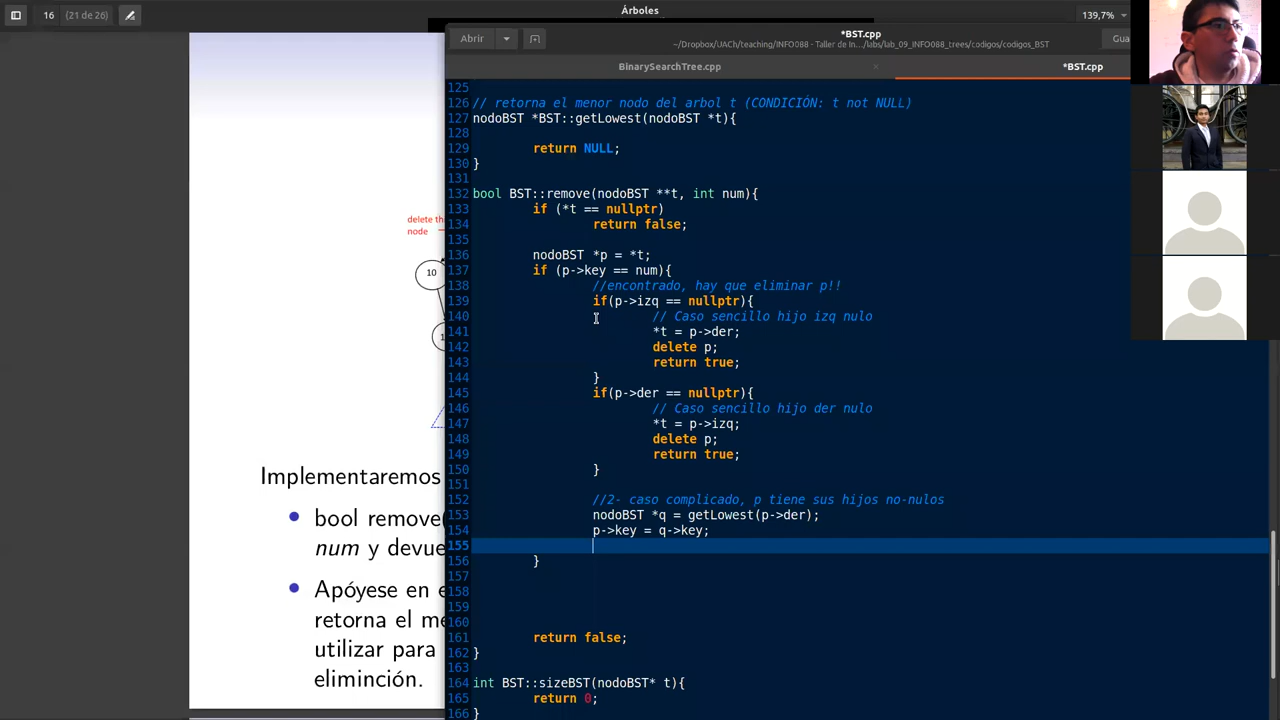 16 (21 de 26)
Árboles
139,7%
delete th
node
10
1
Implementaremos
bool remove(
num y devue
Apóyese en e
retorna el me
utilizar para
eliminción.
Abrir
*BST.cpp
~/Dropbox/UACh/teaching/INFO088 - Taller de In…/labs/lab_09_INFO088_trees/codigos/codigos_BST
Gua
BinarySearchTree.cpp
*BST.cpp
125
126 // retorna el menor nodo del arbol t (CONDICIÓN: t not NULL)
127 nodoBST *BST::getLowest(nodoBST *t){
128
129 return NULL;
130 }
131
132 bool BST::remove(nodoBST **t, int num){
133 if (*t == nullptr)
134 return false;
135
136 nodoBST *p = *t;
137 if (p->key == num){
138 //encontrado, hay que eliminar p!!
139 if(p->izq == nullptr){
140 // Caso sencillo hijo izq nulo
141 *t = p->der;
142 delete p;
143 return true;
144 }
145 if(p->der == nullptr){
146 // Caso sencillo hijo der nulo
147 *t = p->izq;
148 delete p;
149 return true;
150 }
151
152 //2- caso complicado, p tiene sus hijos no-nulos
153 nodoBST *q = getLowest(p->der);
154 p->key = q->key;
155
156 }
157
158
159
160
161 return false;
162 }
163
164 int BST::sizeBST(nodoBST* t){
165 return 0;
166 }